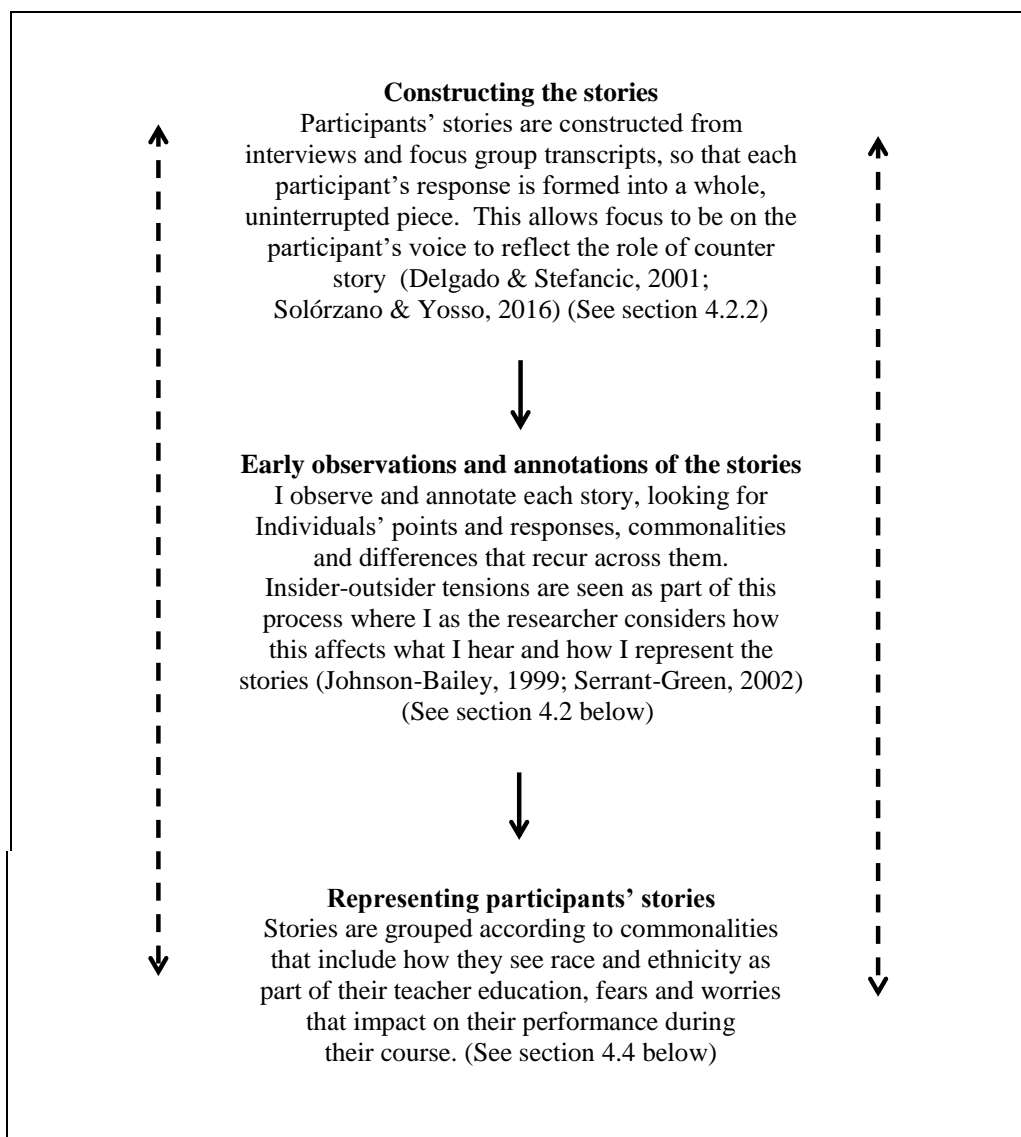 Constructing the stories
Participants’ stories are constructed from
interviews and focus group transcripts, so that each
participant’s response is formed into a whole,
uninterrupted piece.  This allows focus to be on the
participant’s voice to reflect the role of counter
story  (Delgado & Stefancic, 2001;
Solórzano & Yosso, 2016) (See section 4.2.2)
Early observations and annotations of the stories
I observe and annotate each story, looking for
Individuals’ points and responses, commonalities
and differences that recur across them.
Insider-outsider tensions are seen as part of this
process where I as the researcher considers how
this affects what I hear and how I represent the
stories (Johnson-Bailey, 1999; Serrant-Green, 2002)
(See section 4.2 below)
Representing participants’ stories
Stories are grouped according to commonalities
that include how they see race and ethnicity as
part of their teacher education, fears and worries
that impact on their performance during
their course. (See section 4.4 below)